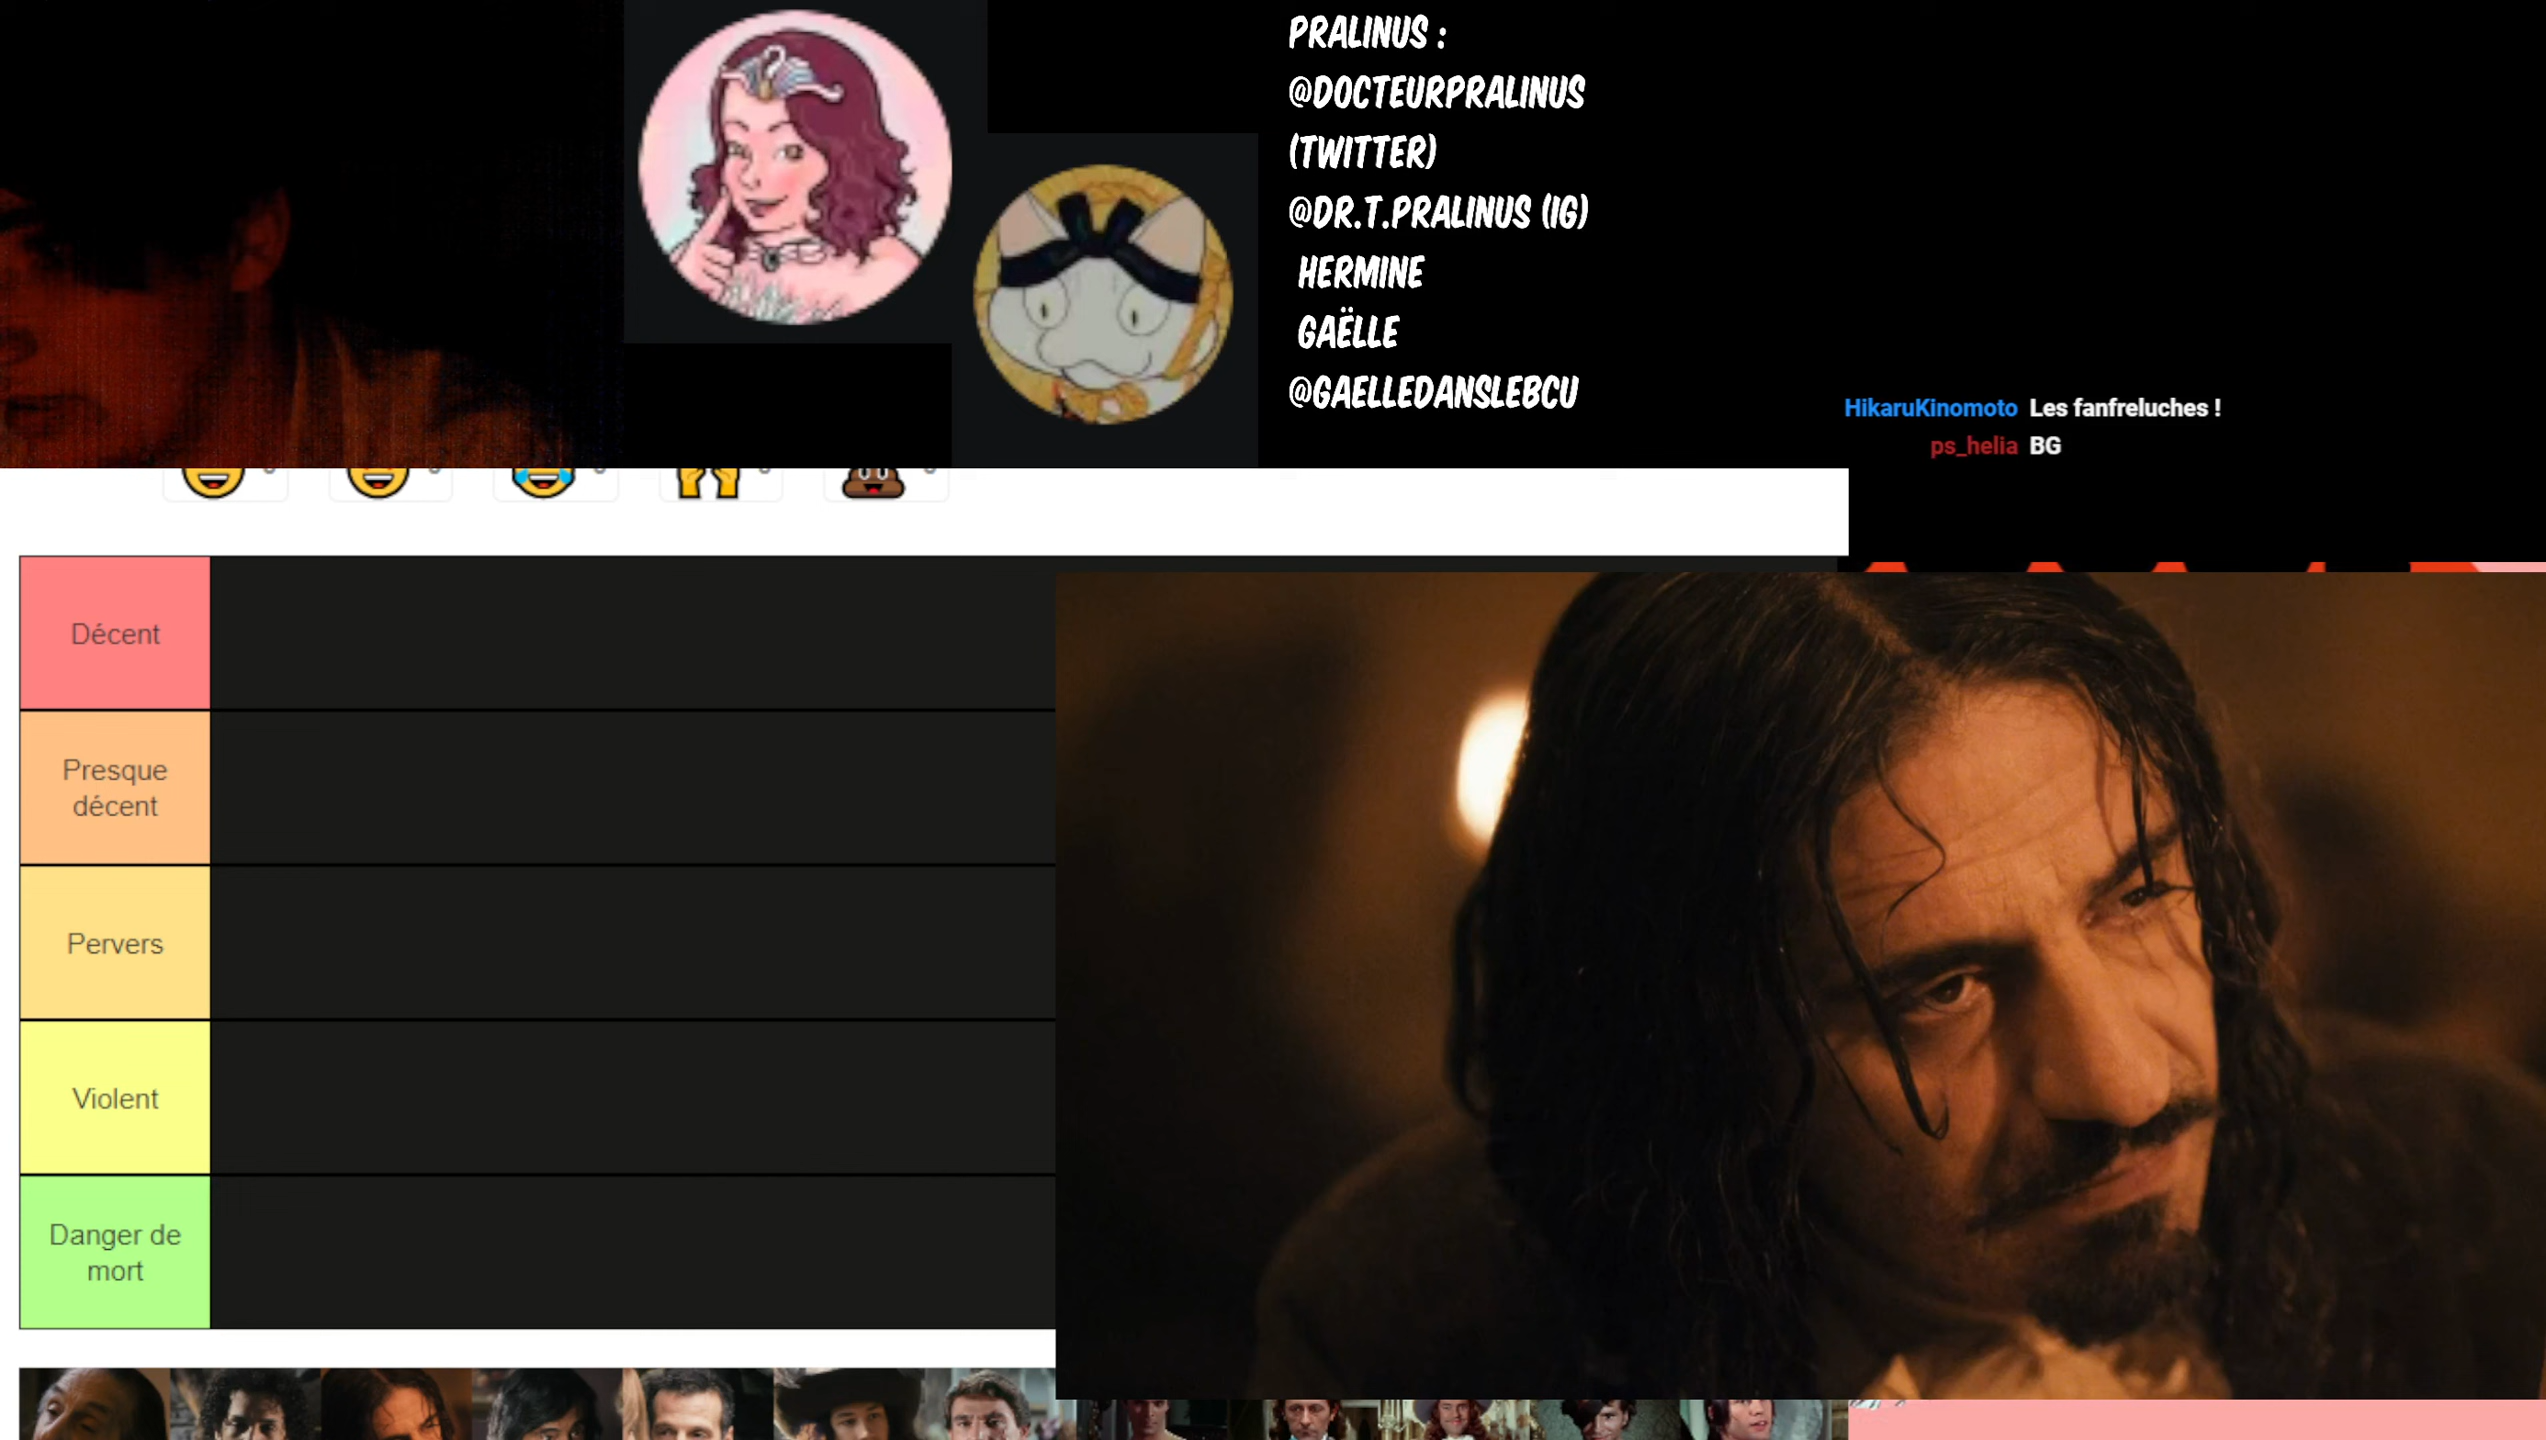 PRALINUS :
@DOCTEURPRALINUS
(TWITTER)
@DR.T.PRALINUS (IG)
HERMINE
GAËLLE
@GAELLEDANSLEBCU
HikaruKinomoto Les fanfreluches !
ps_helia BG
Décent
Presque
décent
Pervers
Violent
Danger de
mort